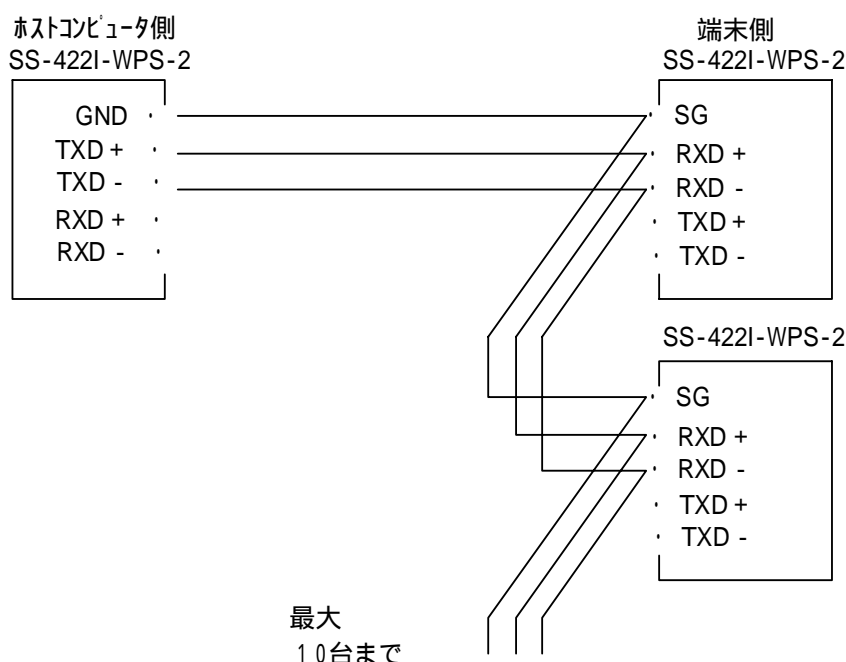 ﾎｽﾄｺﾝﾋﾟｭｰﾀ側
SS-422I-WPS-2
GND
TXD +
TXD -
RXD +
RXD -
端末側
SS-422I-WPS-2
SG
RXD +
RXD -
TXD +
TXD -
SS-422I-WPS-2
SG
RXD +
RXD -
TXD +
TXD -
最大
１０台まで